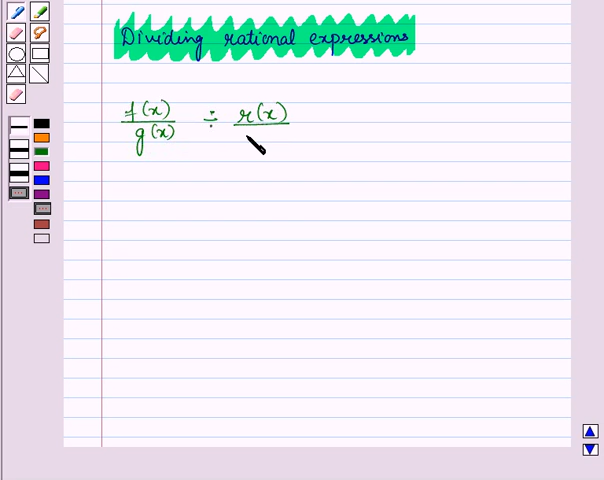 Dividing rational expressions
f(x)/g(x) ÷ r(x)/